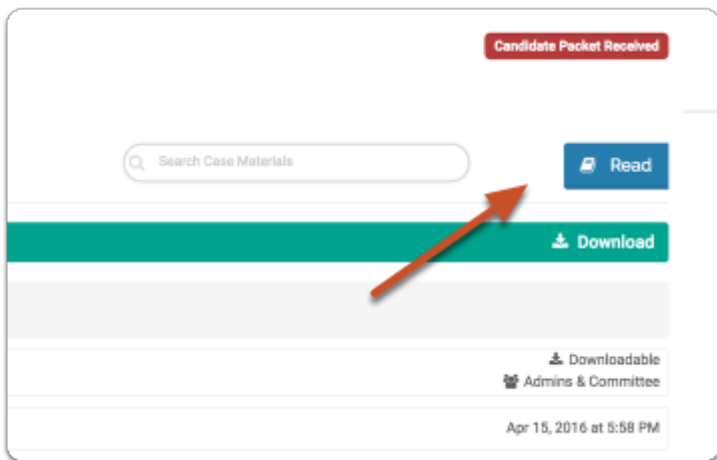 Candidate Packet Received
Search Case Materials
Read
Download
Downloadable
Admins & Committee
Apr 15, 2016 at 5:58 PM